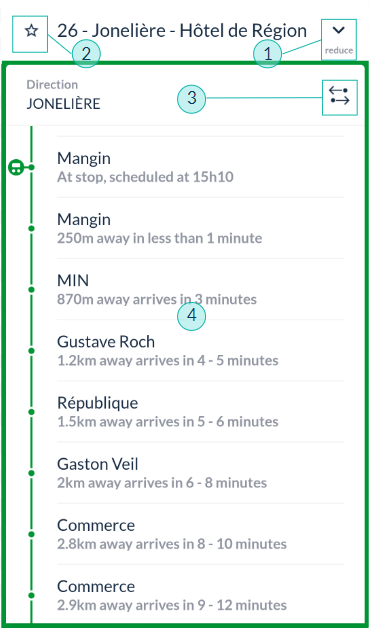 26 - Jonelière - Hôtel de Région
reduce
2
1
Direction
JONELIÈRE
3
Mangin
At stop, scheduled at 15h10
Mangin
250m away in less than 1 minute
MIN
870m away arrives in 3 minutes
4
Gustave Roch
1.2km away arrives in 4 - 5 minutes
République
1.5km away arrives in 5 - 6 minutes
Gaston Veil
2km away arrives in 6 - 8 minutes
Commerce
2.8km away arrives in 8 - 10 minutes
Commerce
2.9km away arrives in 9 - 12 minutes